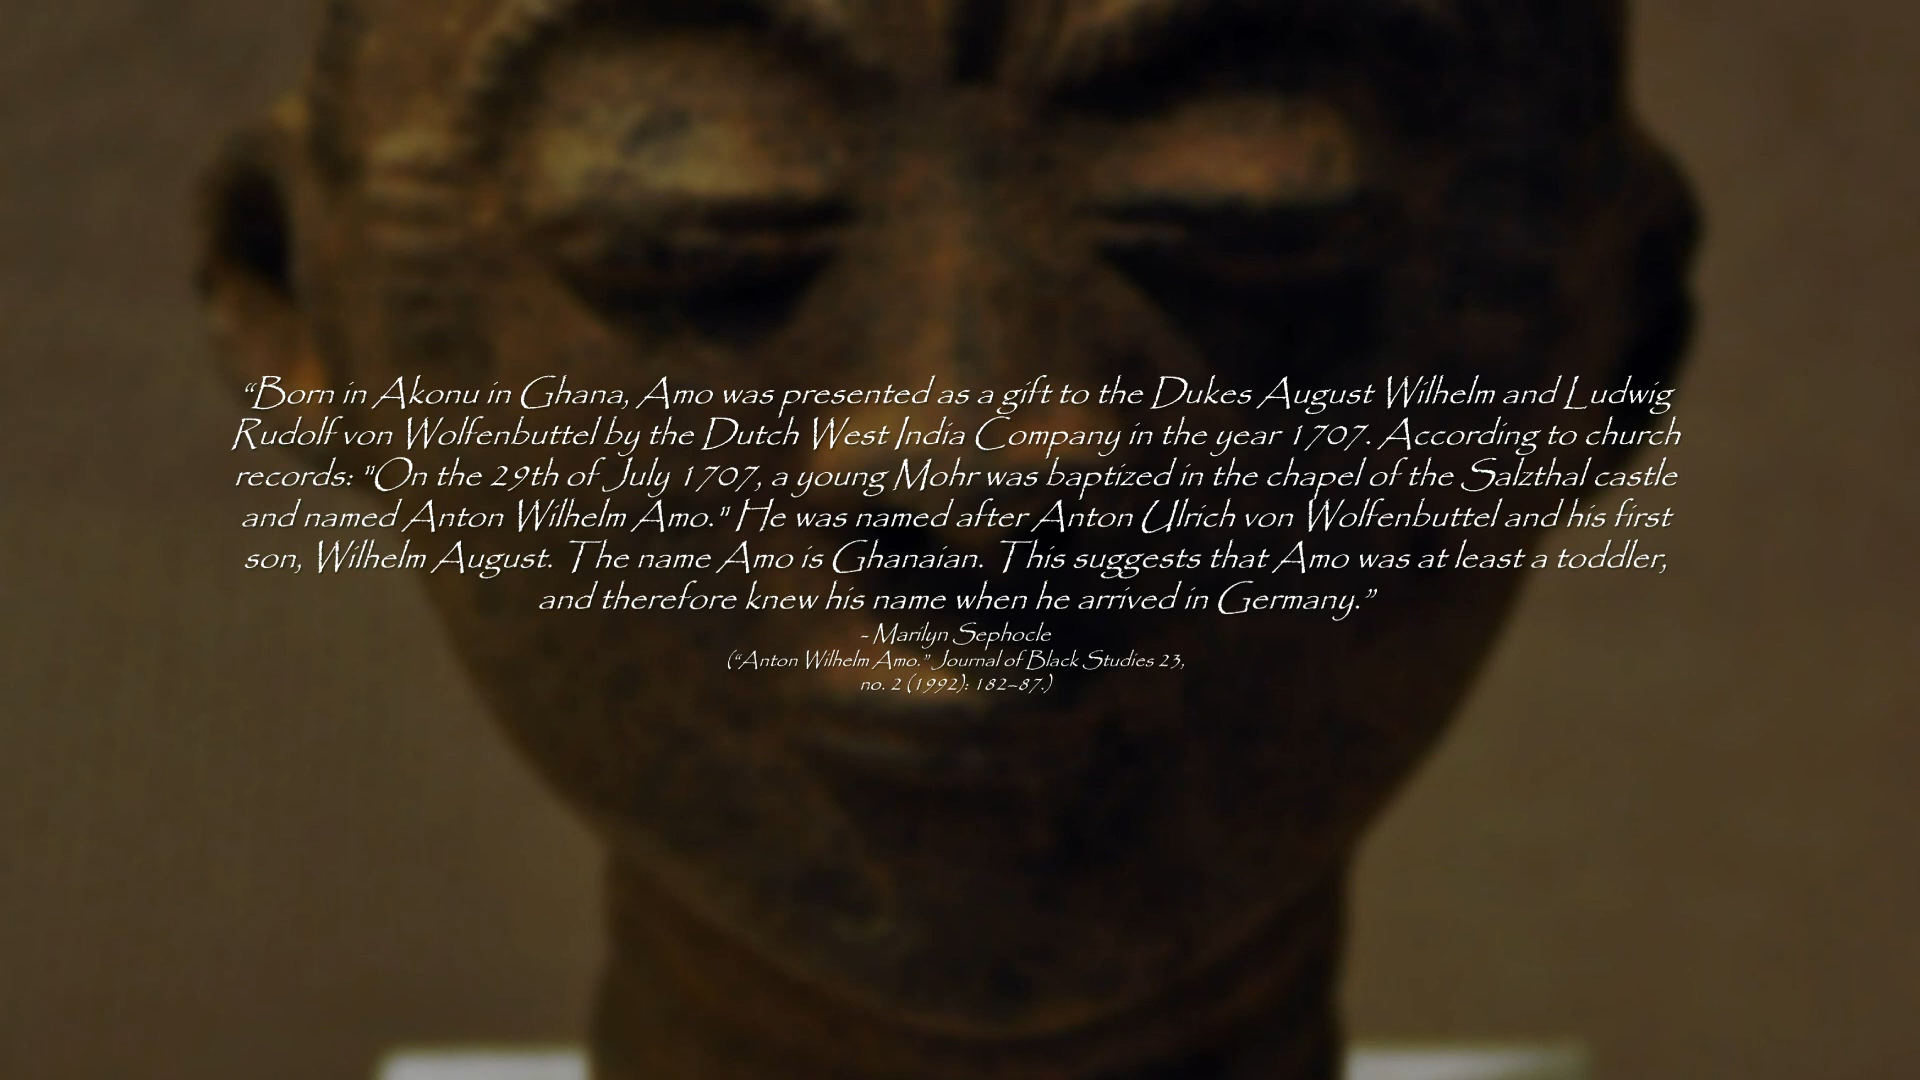 “Born in Akonu in Ghana, Amo was presented as a gift to the Dukes August Wilhelm and Ludwig
Rudolf von Wolfenbuttel by the Dutch West India Company in the year 1707. According to church
records: "On the 29th of July 1707, a young Mohr was baptized in the chapel of the Salzthal castle
and named Anton Wilhelm Amo." He was named after Anton Ulrich von Wolfenbuttel and his first
son, Wilhelm August. The name Amo is Ghanaian. This suggests that Amo was at least a toddler,
and therefore knew his name when he arrived in Germany.”
- Marilyn Sephocle
(“Anton Wilhelm Amo.” Journal of Black Studies 23,
no. 2 (1992): 182–87.)